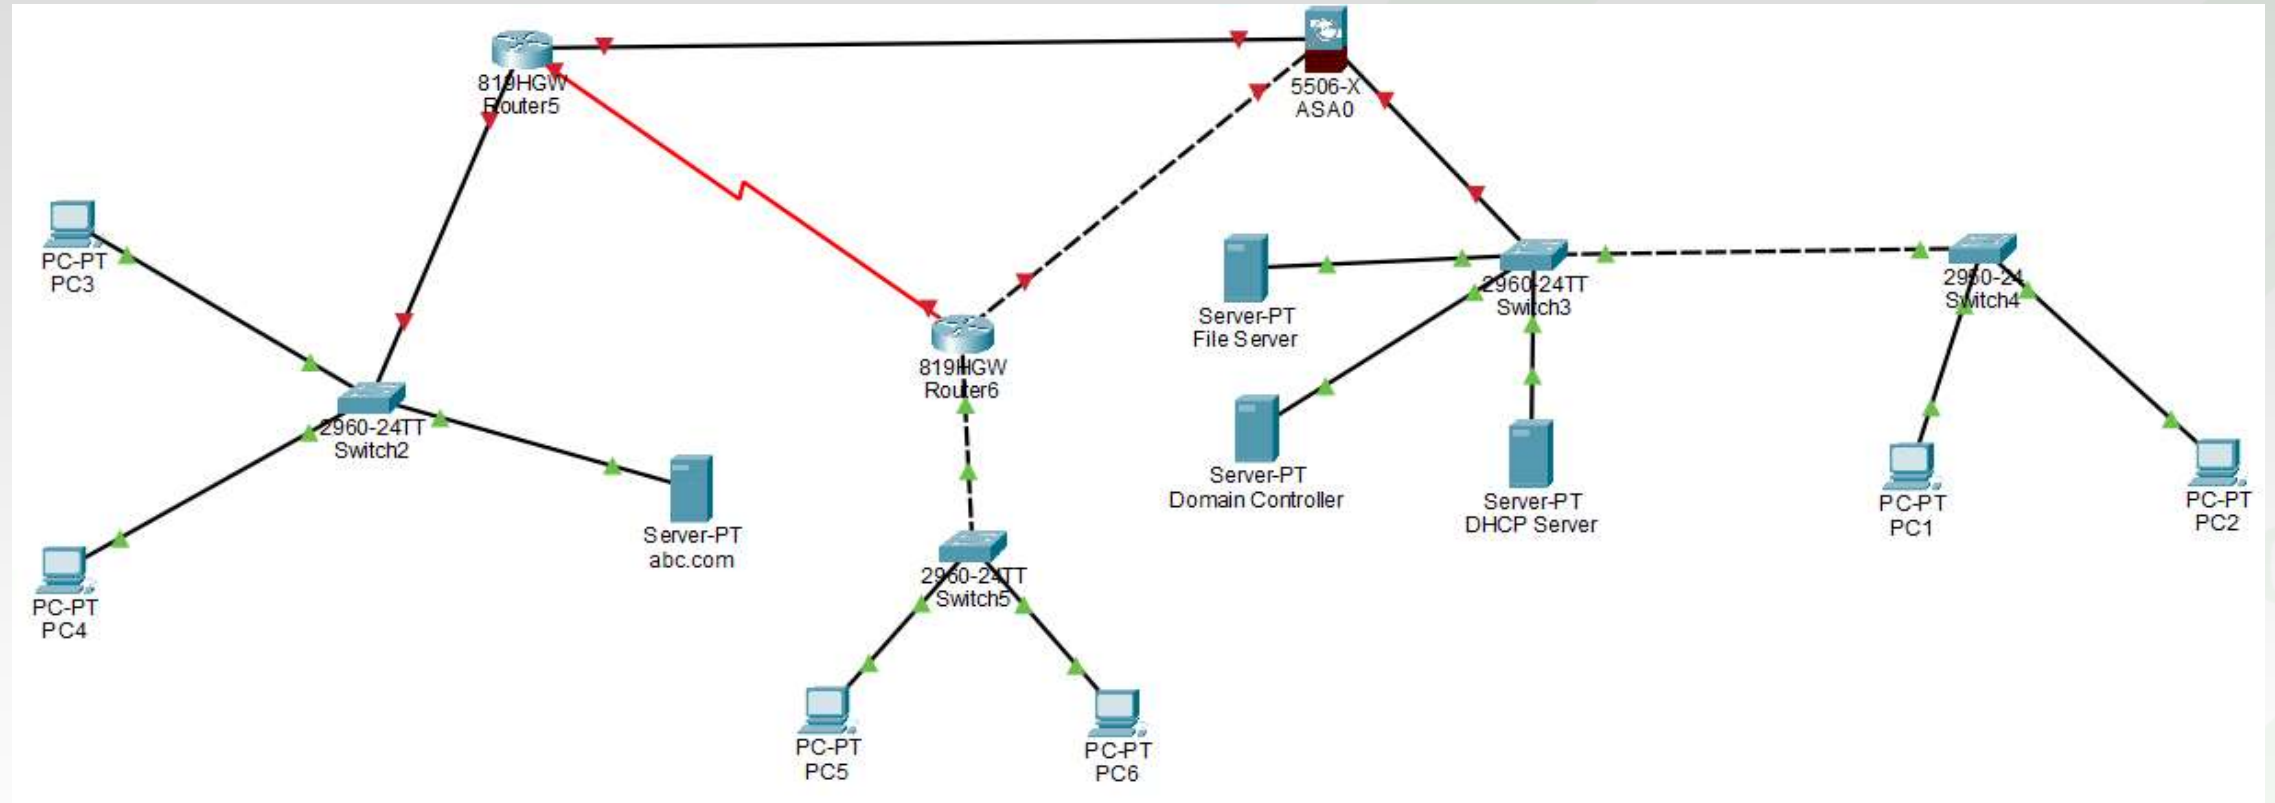 819HGW
Router5
5506-X
ASA0
PC-PT
PC3
Server-PT
File Server
2960-24TT
Switch3
2950-24
Switch4
819HGW
Router6
2960-24TT
Switch2
Server-PT
Domain Controller
Server-PT
DHCP Server
PC-PT
PC1
PC-PT
PC2
Server-PT
abc.com
2960-24TT
Switch5
PC-PT
PC4
PC-PT
PC5
PC-PT
PC6